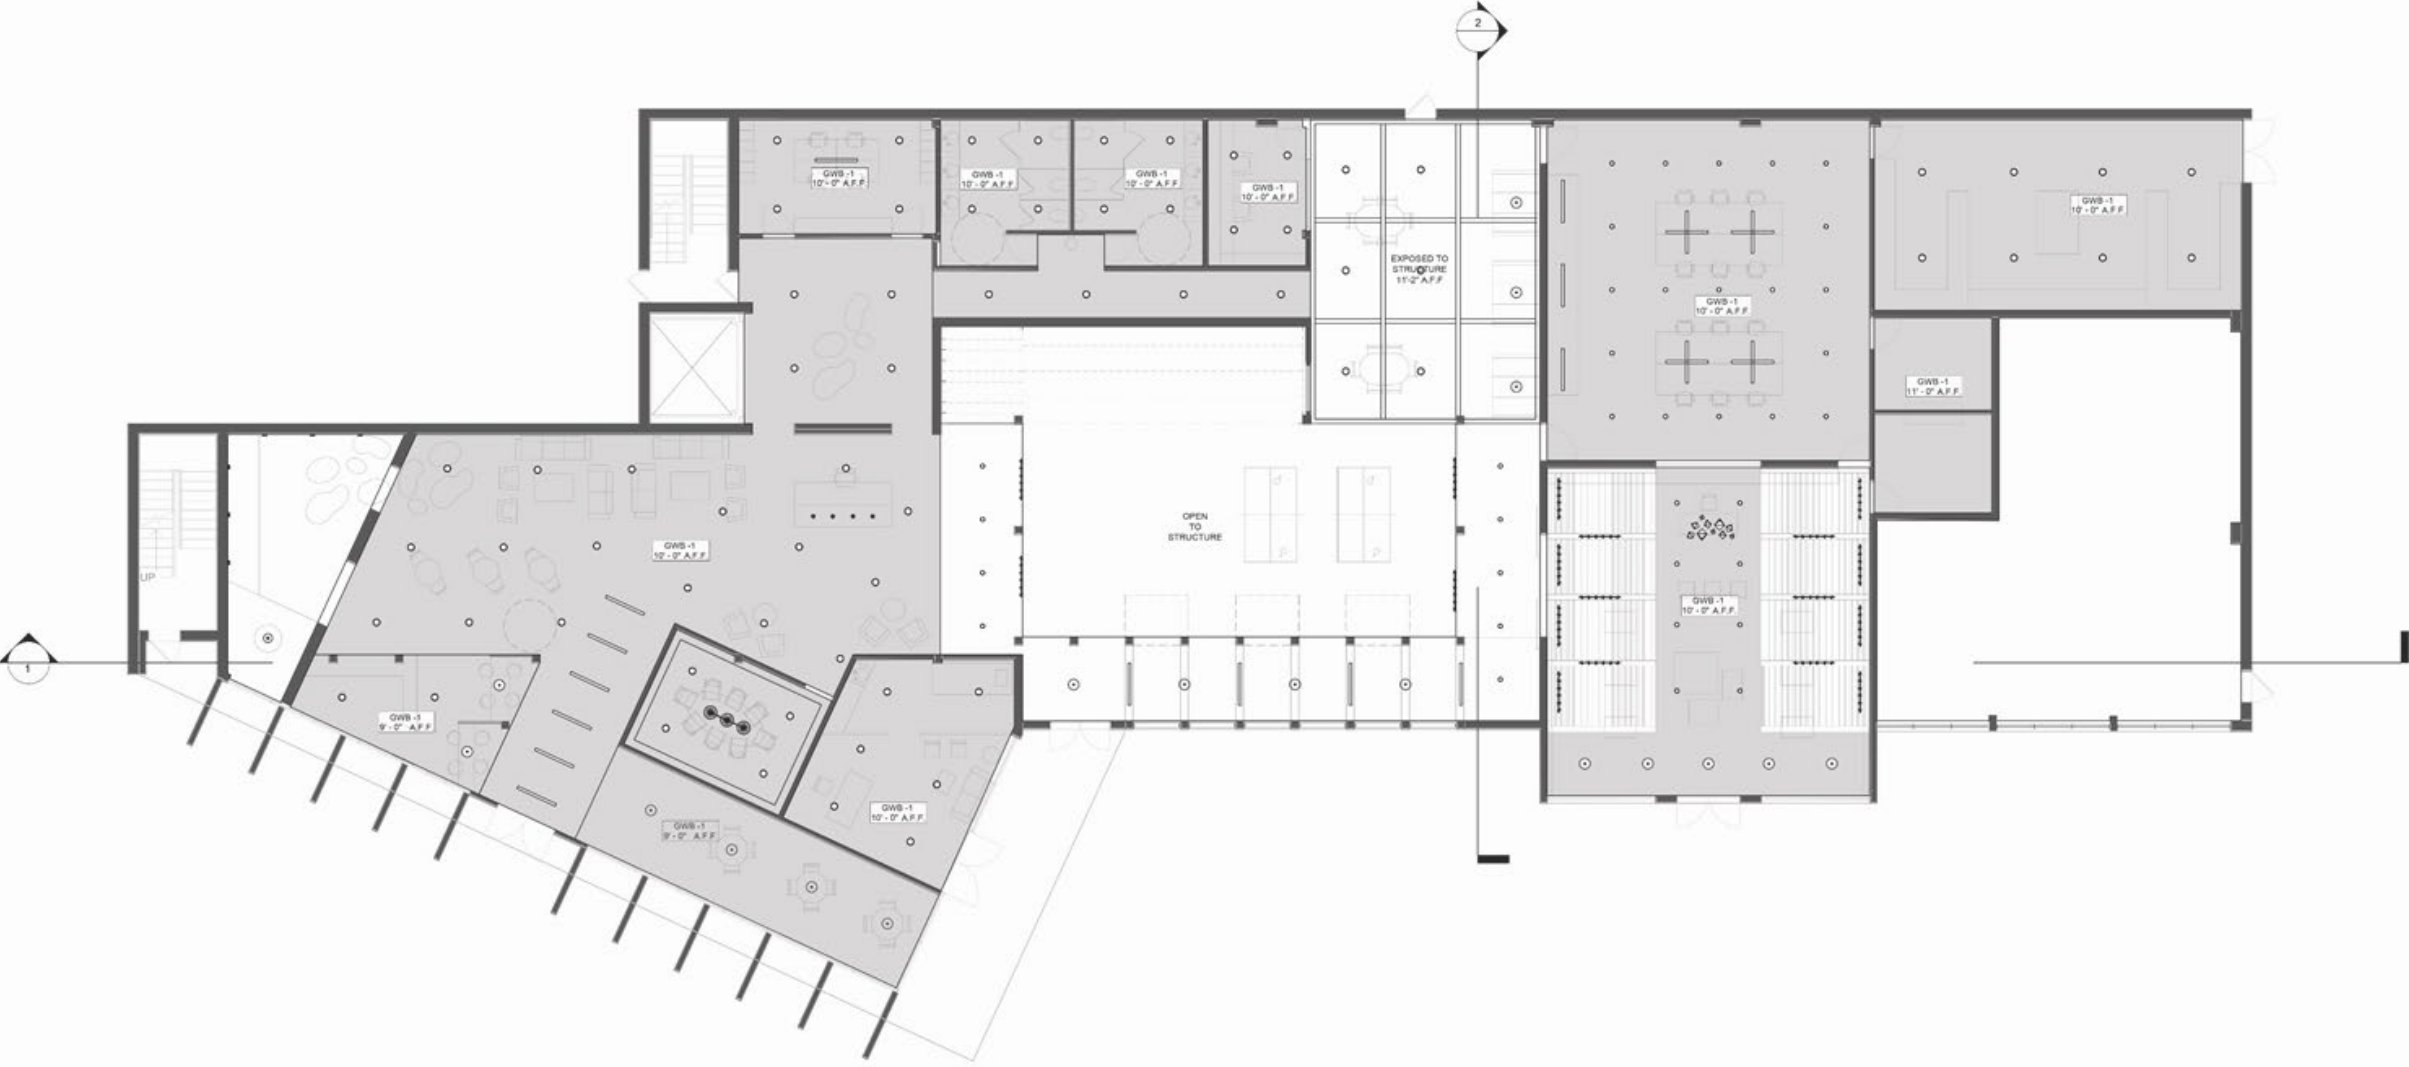 2
GWB -1
10' - 0" A.F.F.
GWB -1
10' - 0" A.F.F.
GWB -1
10' - 0" A.F.F.
GWB -1
10' - 0" A.F.F.
GWB -1
10' - 0" A.F.F.
EXPOSED TO
STRUCTURE
11'-2" A.F.F
GWB -1
10' - 0" A.F.F.
GWB -1
11' - 0" A.F.F.
OPEN
TO
STRUCTURE
GWB -1
10' - 0" A.F.F.
UP
GWB -1
10' - 0" A.F.F.
1
GWB -1
9' - 0" A.F.F.
GWB -1
10' - 0" A.F.F.
GWB -1
9' - 0" A.F.F.